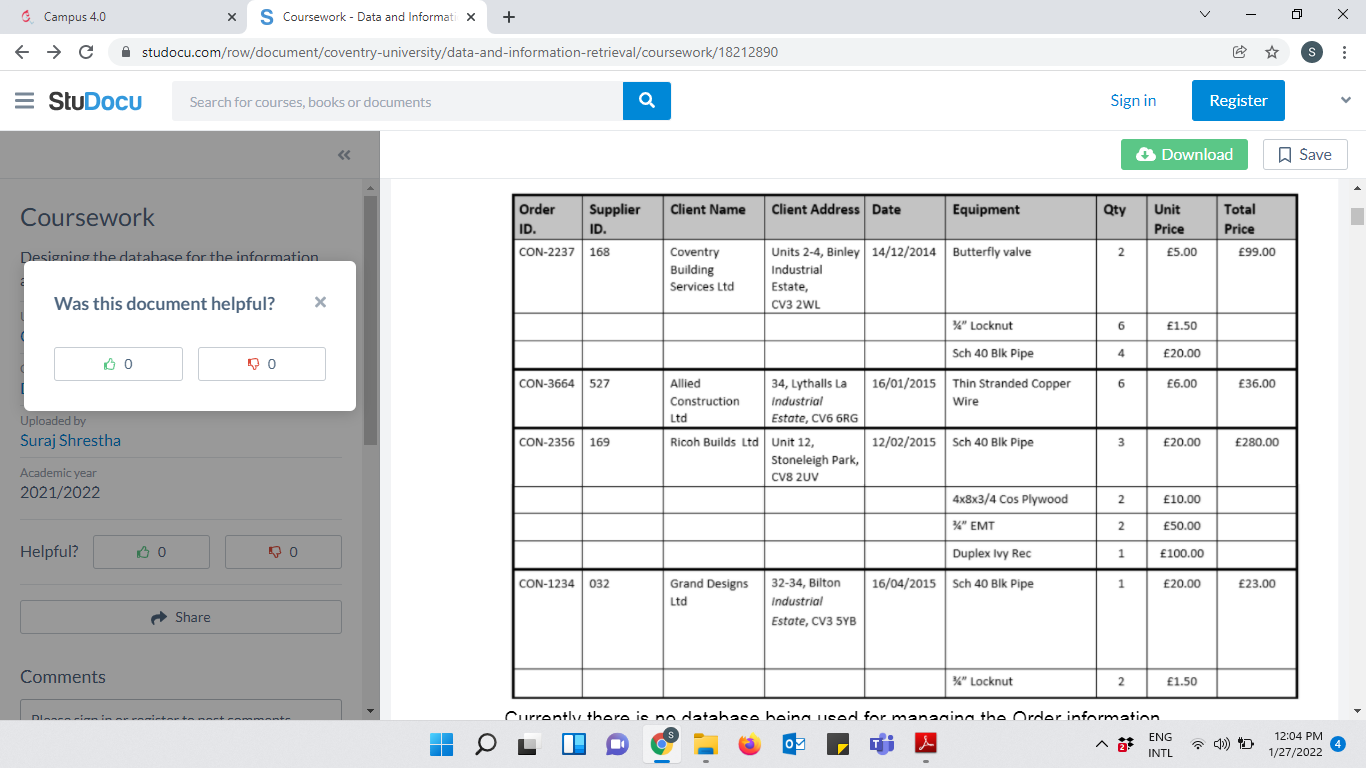 Campus 4.0
Coursework - Data and Informati
studocu.com/row/document/coventry-university/data-and-information-retrieval/coursework/18212890
S
StuDocu
Search for courses, books or documents
Sign in
Register
Download
Save
Coursework
Designing the database for the information
Was this document helpful?
0
0
Uploaded by
Suraj Shrestha
Academic year
2021/2022
Helpful?
0
0
Share
Comments
Please sign in or register to post comments
Order ID. Supplier ID. Client Name Client Address Date Equipment Qty Unit Price Total Price
CON-2237 168 Coventry Building Services Ltd Units 2-4, Binley Industrial Estate, CV3 2WL 14/12/2014 Butterfly valve 2 £5.00 £99.00
¾” Locknut 6 £1.50
Sch 40 Blk Pipe 4 £20.00
CON-3664 527 Allied Construction Ltd 34, Lythalls La Industrial Estate, CV6 6RG 16/01/2015 Thin Stranded Copper Wire 6 £6.00 £36.00
CON-2356 169 Ricoh Builds Ltd Unit 12, Stoneleigh Park, CV8 2UV 12/02/2015 Sch 40 Blk Pipe 3 £20.00 £280.00
4x8x3/4 Cos Plywood 2 £10.00
¾” EMT 2 £50.00
Duplex Ivy Rec 1 £100.00
CON-1234 032 Grand Designs Ltd 32-34, Bilton Industrial Estate, CV3 5YB 16/04/2015 Sch 40 Blk Pipe 1 £20.00 £23.00
¾” Locknut 2 £1.50
Currently there is no database being used for managing the Order information
S
2
ENG
INTL
12:04 PM
1/27/2022
4